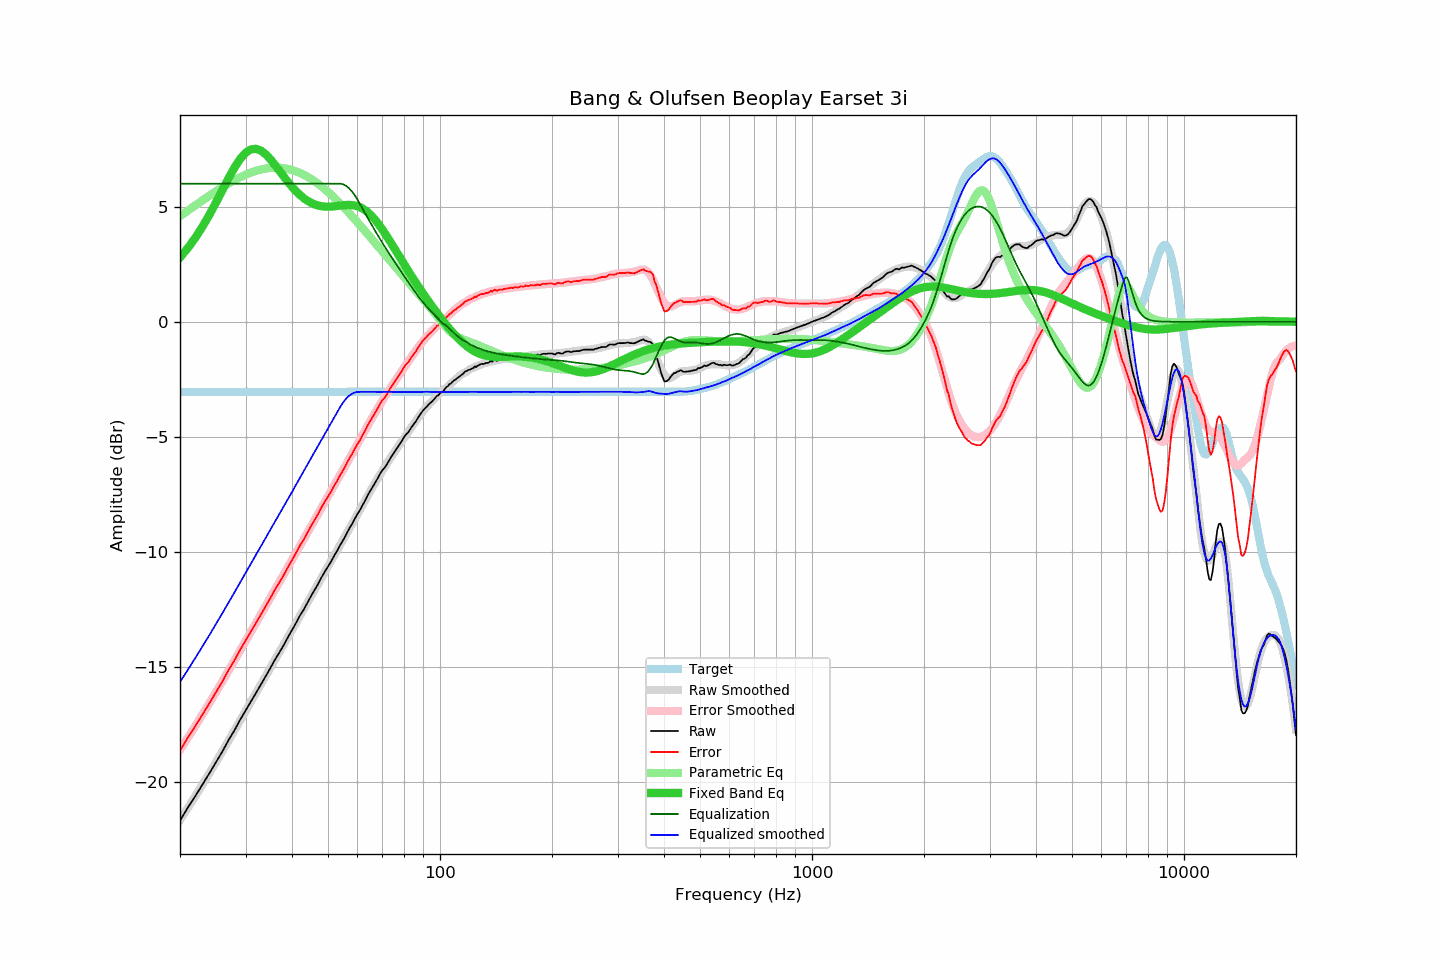 Bang & Olufsen Beoplay Earset 3i
5
0
−5
−10
−15
−20
Amplitude (dBr)
Target
Raw Smoothed
Error Smoothed
Raw
Error
Parametric Eq
Fixed Band Eq
Equalization
Equalized smoothed
100 1000 10000
Frequency (Hz)